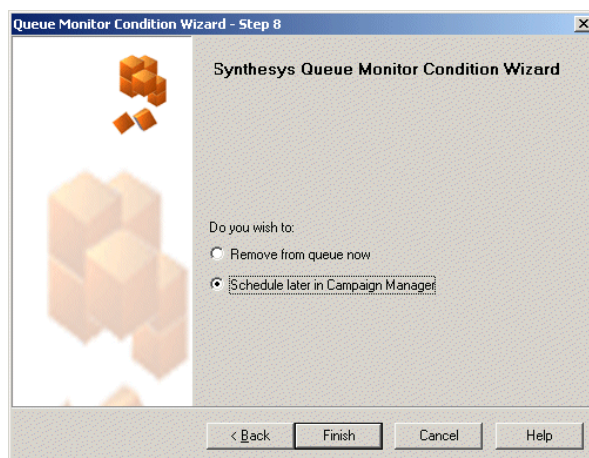 Queue Monitor Condition Wizard - Step 8
Synthesys Queue Monitor Condition Wizard
Do you wish to:
Remove from queue now
Schedule later in Campaign Manager
< Back
Finish
Cancel
Help